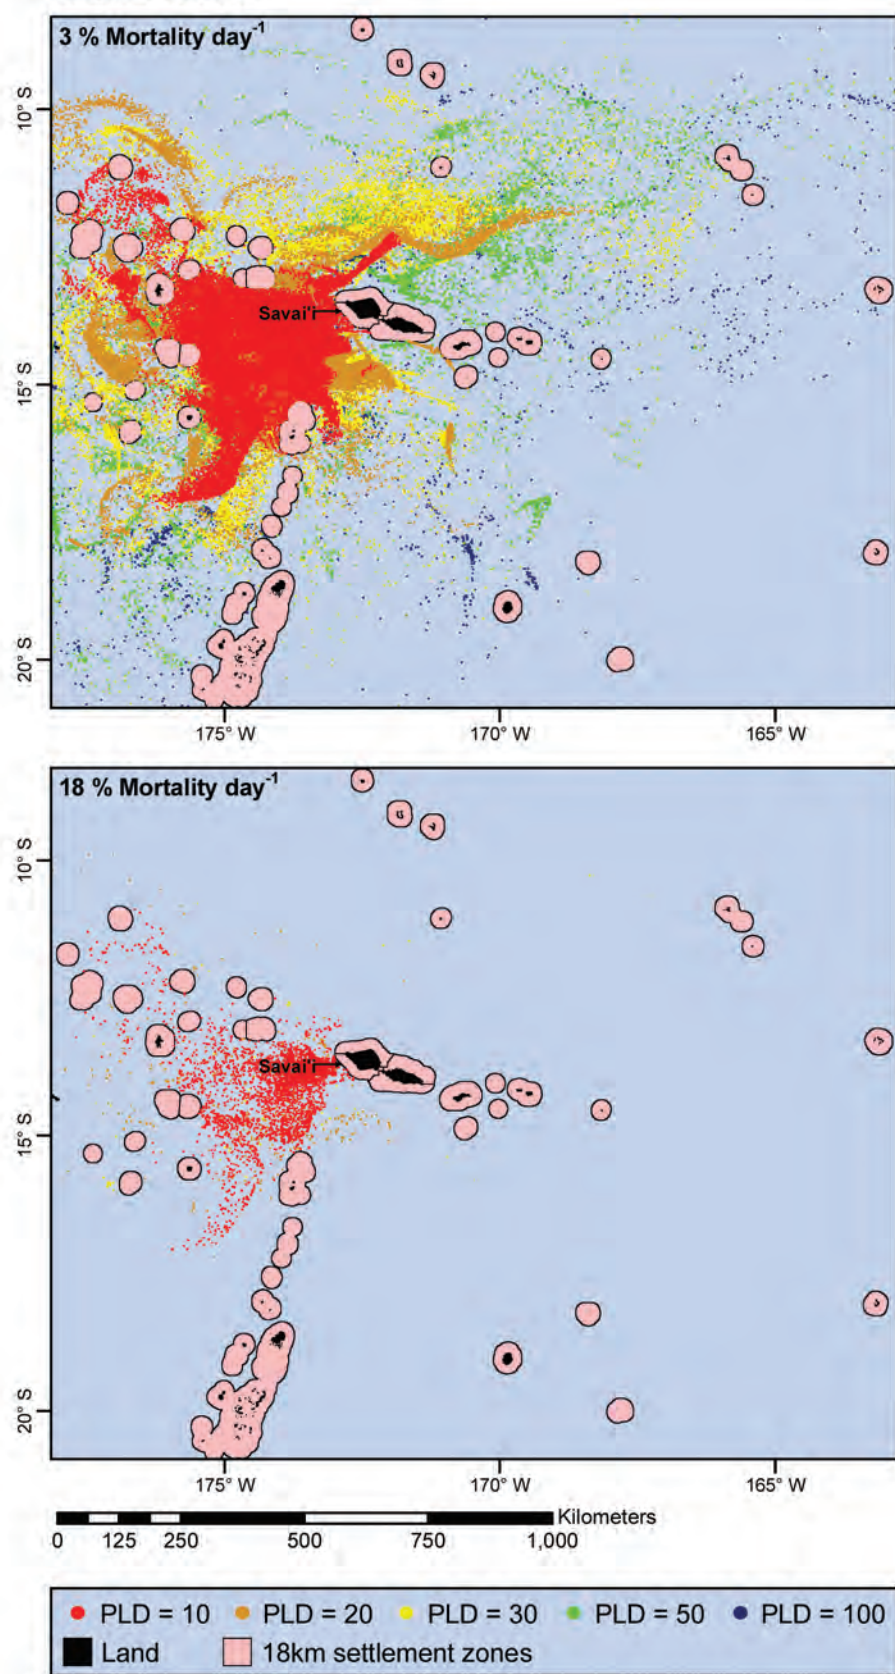 3 % Mortality day-1
10° S
Savai'i
15° S
20° S
175° W
170° W
165° W
18 % Mortality day-1
10° S
Savai'i
15° S
20° S
175° W
170° W
165° W
Kilometers
0 125 250 500 750 1,000
PLD = 10 PLD = 20 PLD = 30 PLD = 50 PLD = 100
Land 18km settlement zones